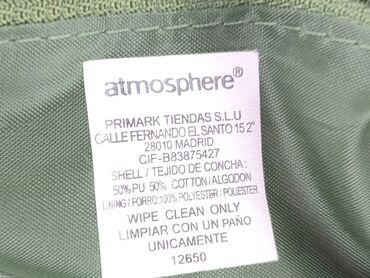 atmosphere®
PRIMARK TIENDAS S.L.U
CALLE FERNANDO EL SANTO 15 2°
28010 MADRID
CIF-B83875427
SHELL / TEJIDO DE CONCHA:
50% PU 50% COTTON / ALGODON
LINING / FORRO:100% POLYESTER / POLIESTER
WIPE CLEAN ONLY
LIMPIAR CON UN PAÑO
UNICAMENTE
12650